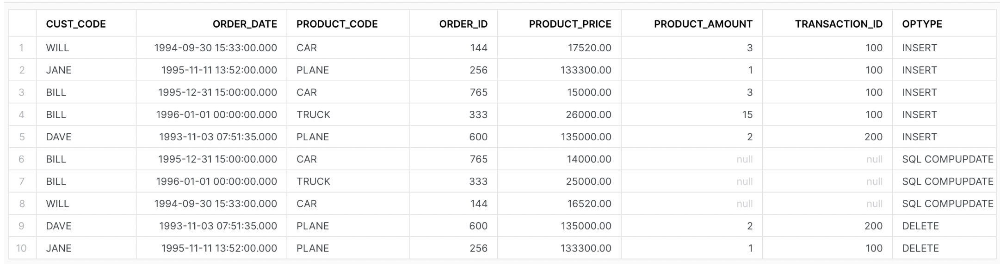 CUST_CODE ORDER_DATE PRODUCT_CODE ORDER_ID PRODUCT_PRICE PRODUCT_AMOUNT TRANSACTION_ID OPTYPE
1 WILL 1994-09-30 15:33:00.000 CAR 144 17520.00 3 100 INSERT
2 JANE 1995-11-11 13:52:00.000 PLANE 256 133300.00 1 100 INSERT
3 BILL 1995-12-31 15:00:00.000 CAR 765 15000.00 3 100 INSERT
4 BILL 1996-01-01 00:00:00.000 TRUCK 333 26000.00 15 100 INSERT
5 DAVE 1993-11-03 07:51:35.000 PLANE 600 135000.00 2 200 INSERT
6 BILL 1995-12-31 15:00:00.000 CAR 765 14000.00 null null SQL COMPUPDATE
7 BILL 1996-01-01 00:00:00.000 TRUCK 333 25000.00 null null SQL COMPUPDATE
8 WILL 1994-09-30 15:33:00.000 CAR 144 16520.00 null null SQL COMPUPDATE
9 DAVE 1993-11-03 07:51:35.000 PLANE 600 135000.00 2 200 DELETE
10 JANE 1995-11-11 13:52:00.000 PLANE 256 133300.00 1 100 DELETE